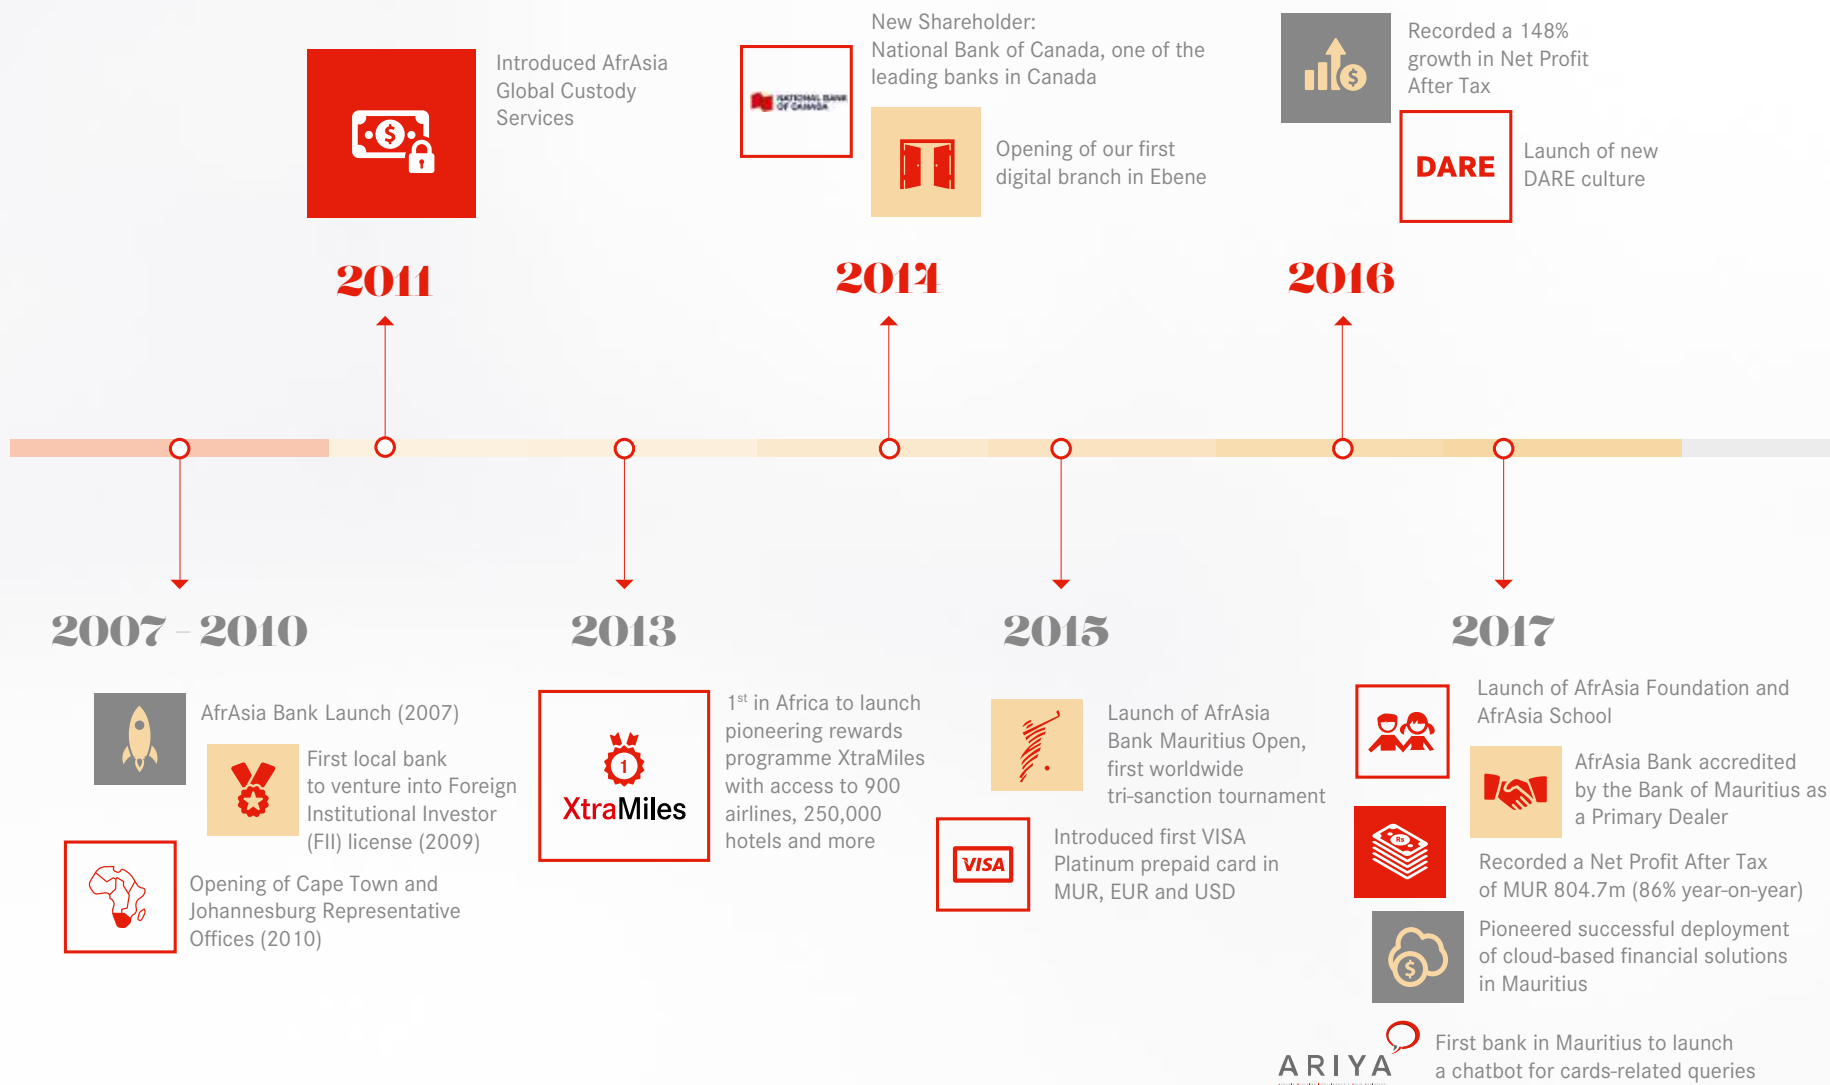 Introduced AfrAsia
Global Custody
Services
2011
New Shareholder:
National Bank of Canada, one of the
leading banks in Canada
NATIONAL BANK
OF CANADA
Opening of our first
digital branch in Ebene
2014
Recorded a 148%
growth in Net Profit
After Tax
DARE
Launch of new
DARE culture
2016
2007 – 2010
AfrAsia Bank Launch (2007)
First local bank
to venture into Foreign
Institutional Investor
(FII) license (2009)
Opening of Cape Town and
Johannesburg Representative
Offices (2010)
2013
1
XtraMiles
1st in Africa to launch
pioneering rewards
programme XtraMiles
with access to 900
airlines, 250,000
hotels and more
2015
Launch of AfrAsia
Bank Mauritius Open,
first worldwide
tri-sanction tournament
VISA
Introduced first VISA
Platinum prepaid card in
MUR, EUR and USD
2017
Launch of AfrAsia Foundation and
AfrAsia School
AfrAsia Bank accredited
by the Bank of Mauritius as
a Primary Dealer
Rs
Recorded a Net Profit After Tax
of MUR 804.7m (86% year-on-year)
Pioneered successful deployment
of cloud-based financial solutions
in Mauritius
ARIYA
First bank in Mauritius to launch
a chatbot for cards-related queries